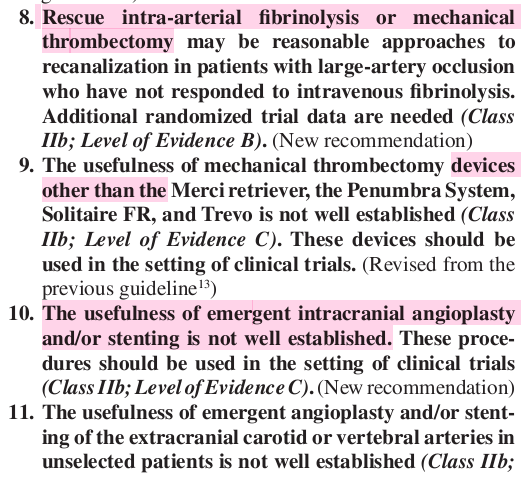 8. Rescue intra-arterial fibrinolysis or mechanical
thrombectomy may be reasonable approaches to
recanalization in patients with large-artery occlusion
who have not responded to intravenous fibrinolysis.
Additional randomized trial data are needed (Class
IIb; Level of Evidence B). (New recommendation)
9. The usefulness of mechanical thrombectomy devices
other than the Merci retriever, the Penumbra System,
Solitaire FR, and Trevo is not well established (Class
IIb; Level of Evidence C). These devices should be
used in the setting of clinical trials. (Revised from the
previous guideline¹³)
10. The usefulness of emergent intracranial angioplasty
and/or stenting is not well established. These proce-
dures should be used in the setting of clinical trials
(Class IIb; Level of Evidence C). (New recommendation)
11. The usefulness of emergent angioplasty and/or stent-
ing of the extracranial carotid or vertebral arteries in
unselected patients is not well established (Class IIb;